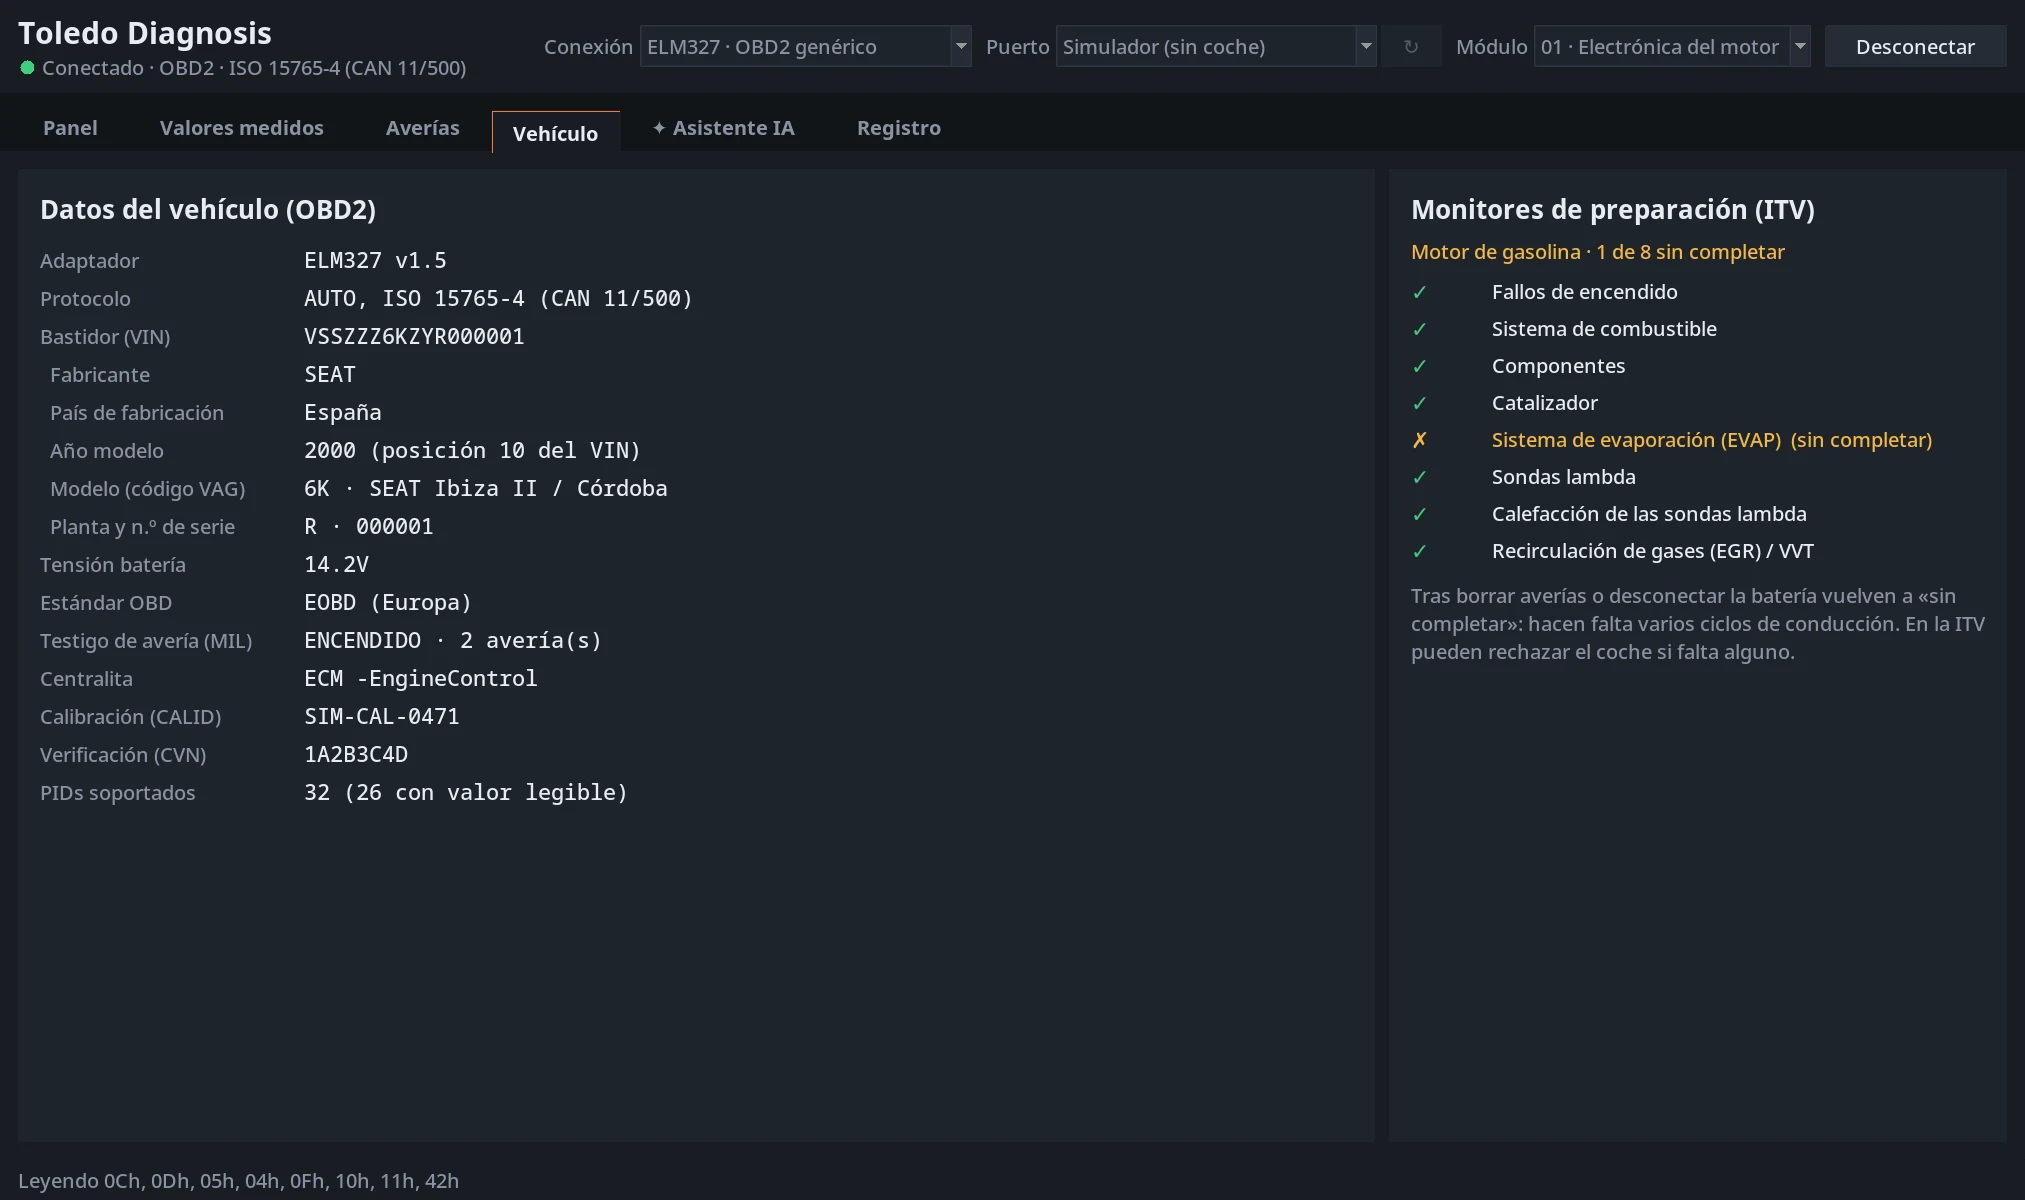 Toledo Diagnosis
Conectado · OBD2 · ISO 15765-4 (CAN 11/500)
Conexión ELM327 · OBD2 genérico Puerto Simulador (sin coche) ↻ Módulo 01 · Electrónica del motor Desconectar
Panel Valores medidos Averías Vehículo ✦ Asistente IA Registro
Datos del vehículo (OBD2)
Adaptador ELM327 v1.5
Protocolo AUTO, ISO 15765-4 (CAN 11/500)
Bastidor (VIN) VSSZZZ6KZYR000001
Fabricante SEAT
País de fabricación España
Año modelo 2000 (posición 10 del VIN)
Modelo (código VAG) 6K · SEAT Ibiza II / Córdoba
Planta y n.º de serie R · 000001
Tensión batería 14.2V
Estándar OBD EOBD (Europa)
Testigo de avería (MIL) ENCENDIDO · 2 avería(s)
Centralita ECM -EngineControl
Calibración (CALID) SIM-CAL-0471
Verificación (CVN) 1A2B3C4D
PIDs soportados 32 (26 con valor legible)
Monitores de preparación (ITV)
Motor de gasolina · 1 de 8 sin completar
✓ Fallos de encendido
✓ Sistema de combustible
✓ Componentes
✓ Catalizador
✗ Sistema de evaporación (EVAP) (sin completar)
✓ Sondas lambda
✓ Calefacción de las sondas lambda
✓ Recirculación de gases (EGR) / VVT
Tras borrar averías o desconectar la batería vuelven a «sin
completar»: hacen falta varios ciclos de conducción. En la ITV
pueden rechazar el coche si falta alguno.
Leyendo 0Ch, 0Dh, 05h, 04h, 0Fh, 10h, 11h, 42h